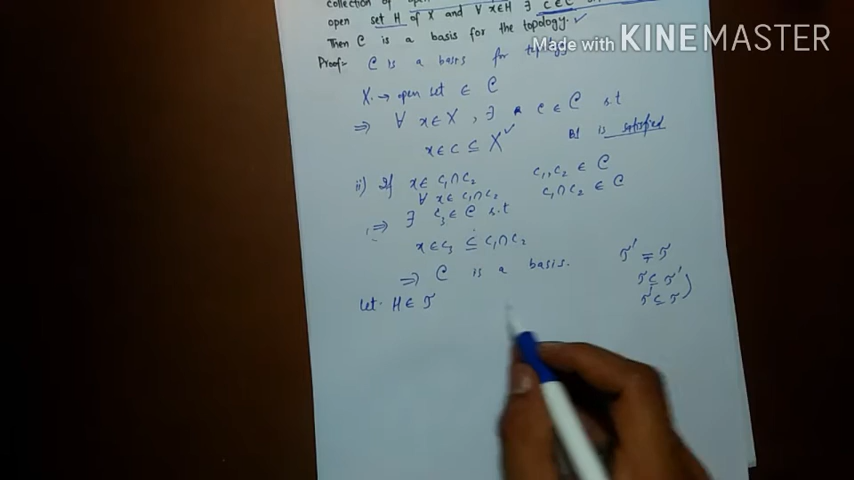 collection of open
open set H of X and ∀ x∈H ∃ c∈ℂ
Then ℂ is a basis for the topology. ✓
Proof:- ℂ is a basis for topology
X → open set ∈ ℂ
⇒ ∀ x∈X, ∃ c∈ℂ s.t
x∈c ⊆ X ✓ B1 is satisfied
ii) If x∈ C₁∩C₂ C₁,C₂ ∈ ℂ
∀ x∈C₁∩C₂ C₁∩C₂ ∈ ℂ
⇒ ∃ C₃∈ℂ s.t
x∈C₃ ⊆ C₁∩C₂
⇒ ℂ is a basis.
let H∈ 𝒯
𝒯' = 𝒯
𝒯 ⊆ 𝒯'
𝒯' ⊆ 𝒯)
Made with KINEMASTER